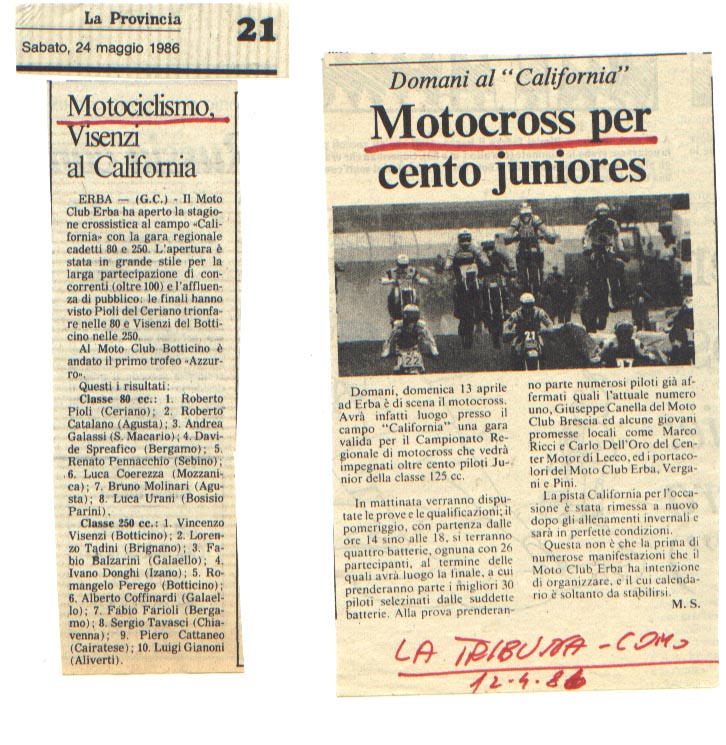 La Provincia
Sabato, 24 maggio 1986
21
Motociclismo,
Visenzi
al California
ERBA — (G.C.) - Il Moto
Club Erba ha aperto la stagio-
ne crossistica al campo «Cali-
fornia» con la gara regionale
cadetti 80 e 250. L'apertura è
stata in grande stile per la
larga partecipazione di con-
correnti (oltre 100) e l'affluen-
za di pubblico: le finali hanno
visto Pioli del Ceriano trionfa-
re nelle 80 e Visenzi del Botti-
cino nelle 250.
Al Moto Club Botticino è
andato il primo trofeo «Azzur-
ro».
Questi i risultati:
Classe 80 cc.: 1. Roberto
Pioli (Ceriano); 2. Roberto
Catalano (Agusta); 3. Andrea
Galassi (S. Macario); 4. Davi-
de Spreafico (Bergamo); 5.
Renato Pennacchio (Sebino);
6. Luca Coerezza (Mozzani-
ca); 7. Bruno Molinari (Agu-
sta); 8. Luca Urani (Bosisio
Parini).
Classe 250 cc.: 1. Vincenzo
Visenzi (Botticino); 2. Loren-
zo Tadini (Brignano); 3. Fa-
bio Balzarini (Galaello); 4.
Ivano Donghi (Izano); 5. Ro-
mangelo Perego (Botticino);
6. Alberto Coffinardi (Galael-
lo); 7. Fabio Farioli (Berga-
mo); 8. Sergio Tavasci (Chia-
venna); 9. Piero Cattaneo
(Cairatese); 10. Luigi Gianoni
(Aliverti).
Domani al "California"
Motocross per
cento juniores
22
21
Domani, domenica 13 aprile
ad Erba è di scena il motocross.
Avrà infatti luogo presso il
campo "California" una gara
valida per il Campionato Re-
gionale di motocross che vedrà
impegnati oltre cento piloti Ju-
nior della classe 125 cc.
In mattinata verranno dispu-
tate le prove e le qualificazioni; il
pomeriggio, con partenza dalle
ore 14 sino alle 18, si terranno
quattro batterie, ognuna con 26
partecipanti, al termine delle
quali avrà luogo la finale, a cui
prenderanno parte i migliori 30
piloti selezinati dalle suddette
batterie. Alla prova prenderan-
no parte numerosi piloti già af-
fermati quali l'attuale numero
uno, Giuseppe Canella del Moto
Club Brescia ed alcune giovani
promesse locali come Marco
Ricci e Carlo Dell'Oro del Cen-
ter Motor di Lecco, ed i portaco-
lori del Moto Club Erba, Verga-
ni e Pini.
La pista California per l'occa-
sione è stata rimessa a nuovo
dopo gli allenamenti invernali e
sarà in perfette condizioni.
Questa non è che la prima di
numerose manifestazioni che il
Moto Club Erba ha intenzione
di organizzare, e il cui calenda-
rio è soltanto da stabilirsi.
M. S.
LA TRIBUNA - COMO
12.4.86